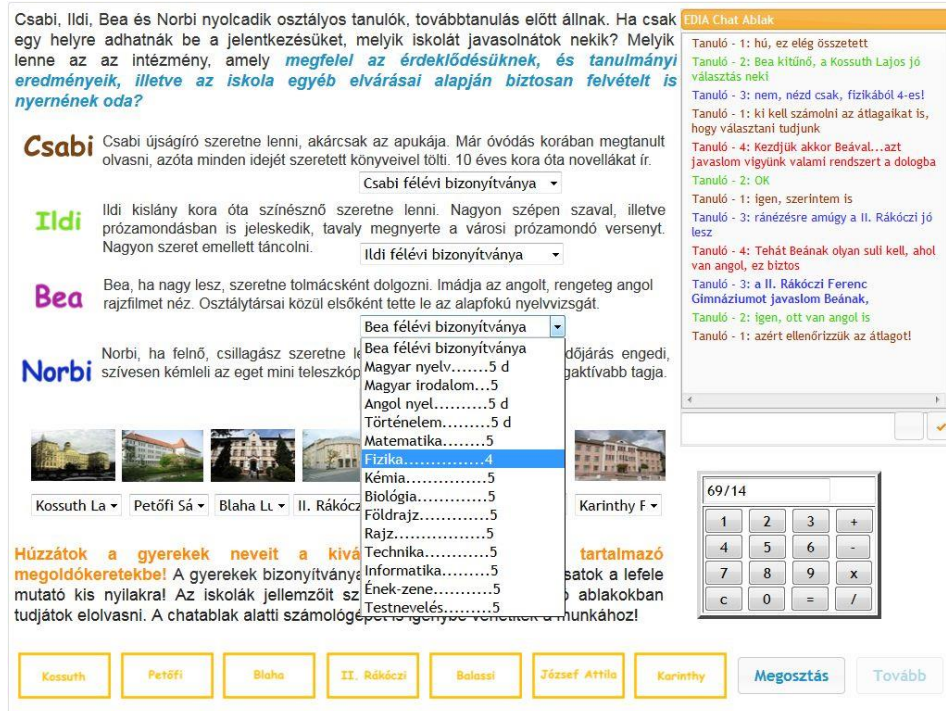 Csabi, Ildi, Bea és Norbi nyolcadik osztályos tanulók, továbbtanulás előtt állnak. Ha csak
egy helyre adhatnák be a jelentkezésüket, melyik iskolát javasolnátok nekik? Melyik
lenne az az intézmény, amely megfelel az érdeklődésüknek, és tanulmányi
eredményeik, illetve az iskola egyéb elvárásai alapján biztosan felvételt is
nyernének oda?
Csabi
Csabi újságíró szeretne lenni, akárcsak az apukája. Már óvódás korában megtanult
olvasni, azóta minden idejét szeretett könyveivel tölti. 10 éves kora óta novellákat ír.
Csabi félévi bizonyítványa
Ildi
Ildi kislány kora óta színésznő szeretne lenni. Nagyon szépen szaval, illetve
prózamondásban is jeleskedik, tavaly megnyerte a városi prózamondó versenyt.
Nagyon szeret emellett táncolni.
Ildi félévi bizonyítványa
Bea
Bea, ha nagy lesz, szeretne tolmácsként dolgozni. Imádja az angolt, rengeteg angol
rajzfilmet néz. Osztálytársai közül elsőként tette le az alapfokú nyelvvizsgát.
Bea félévi bizonyítványa
Bea félévi bizonyítványa
Magyar nyelv.......5 d
Magyar irodalom...5
Angol nyel.........5 d
Történelem.........5 d
Matematika........5
Fizika...............4
Kémia...............5
Biológia.............5
Földrajz.............5
Rajz..................5
Technika............5
Informatika........5
Ének-zene..........5
Testnevelés.........5
Norbi
Norbi, ha felnő, csillagász szeretne le dőjárás engedi,
szívesen kémleli az eget mini teleszkóp gaktívabb tagja.
Kossuth La
Petőfi Sá
Blaha Lu
II. Rákócz
Karinthy F
Húzzátok a gyerekek neveit a kivá tartalmazó
megoldókeretekbe! A gyerekek bizonyítványa satok a lefele
mutató kis nyilakra! Az iskolák jellemzőit sz ó ablakokban
tudjátok elolvasni. A chatablak alatti számológépet is igénybe vehetitek a munkához!
Kossuth
Petőfi
Blaha
II. Rákóczi
Balassi
József Attila
Karinthy
Megosztás
Tovább
EDIA Chat Ablak
Tanuló - 1: hú, ez elég összetett
Tanuló - 2: Bea kitűnő, a Kossuth Lajos jó
választás neki
Tanuló - 3: nem, nézd csak, fizikából 4-es!
Tanuló - 1: ki kell számolni az átlagaikat is,
hogy választani tudjunk
Tanuló - 4: Kezdjük akkor Beával...azt
javaslom vigyünk valami rendszert a dologba
Tanuló - 2: OK
Tanuló - 1: igen, szerintem is
Tanuló - 3: ránézésre amúgy a II. Rákóczi jó
lesz
Tanuló - 4: Tehát Beának olyan suli kell, ahol
van angol, ez biztos
Tanuló - 3: a II. Rákóczi Ferenc
Gimnáziumot javaslom Beának,
Tanuló - 2: igen, ott van angol is
Tanuló - 1: azért ellenőrizzük az átlagot!
69/14
1 2 3 +
4 5 6 -
7 8 9 x
c 0 = /